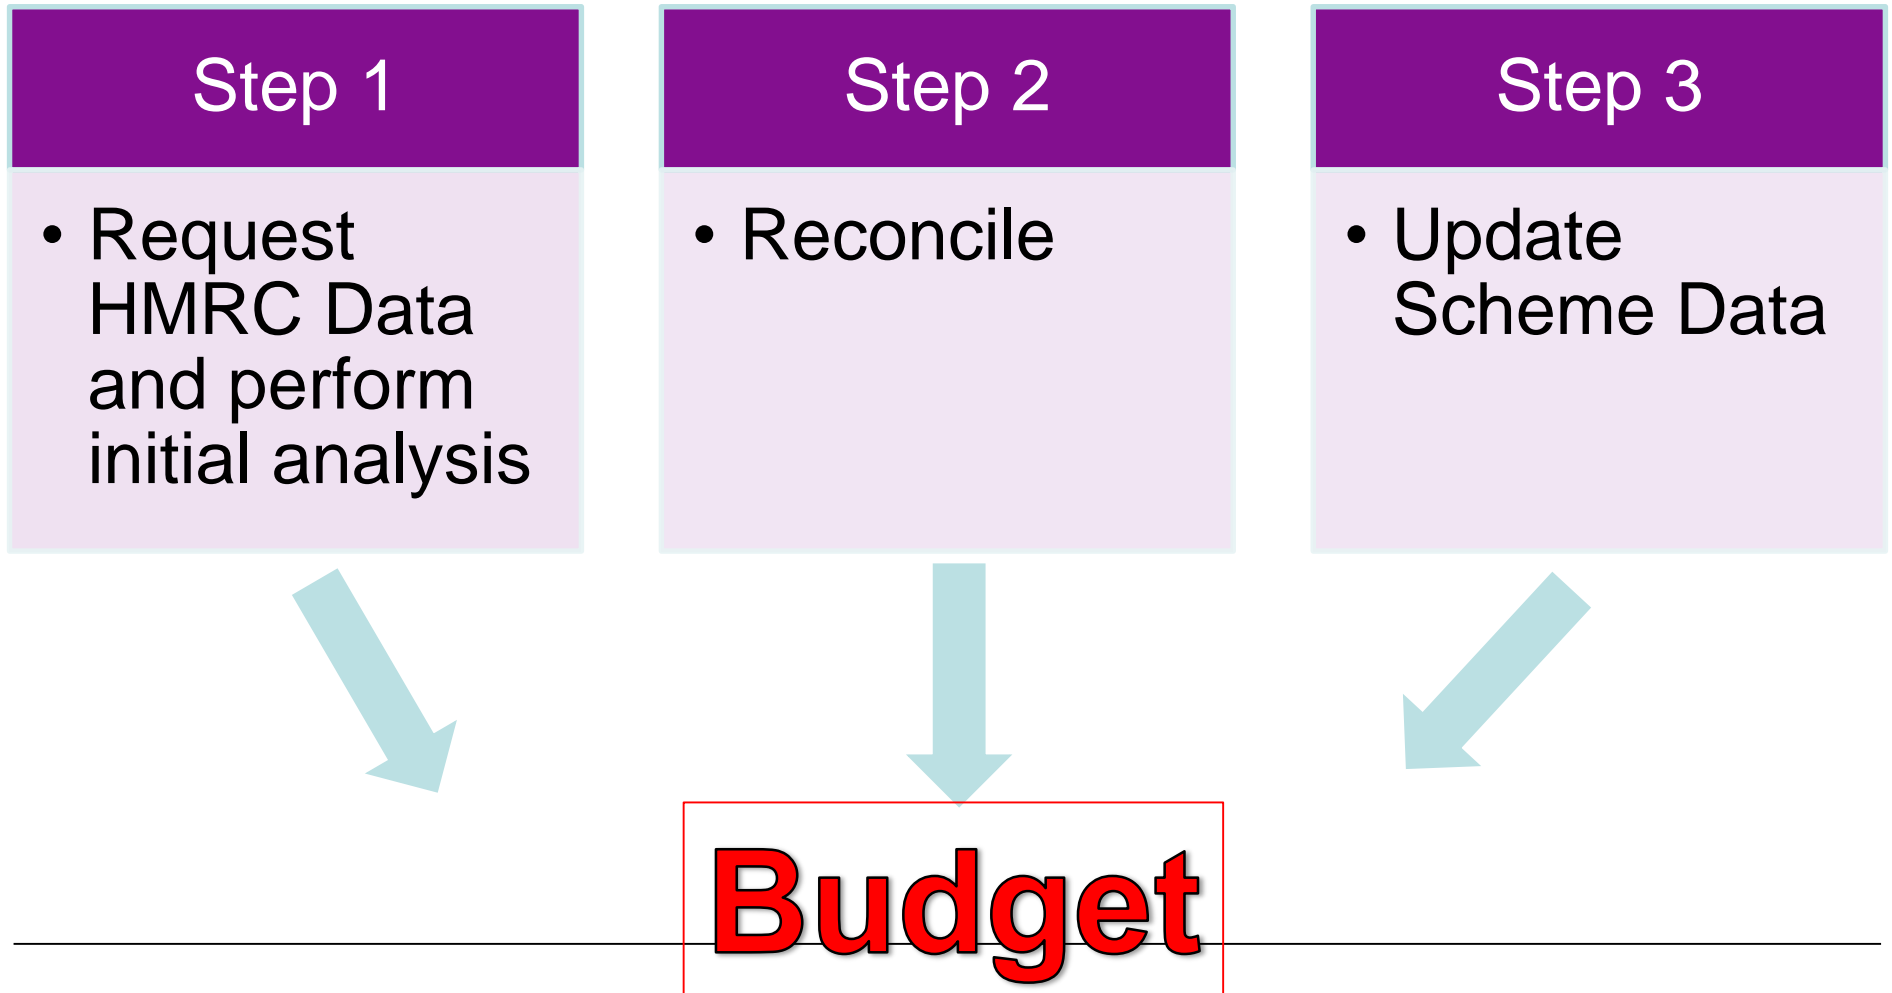 Step 1
• Request
HMRC Data
and perform
initial analysis
Step 2
• Reconcile
Step 3
• Update
Scheme Data
Budget